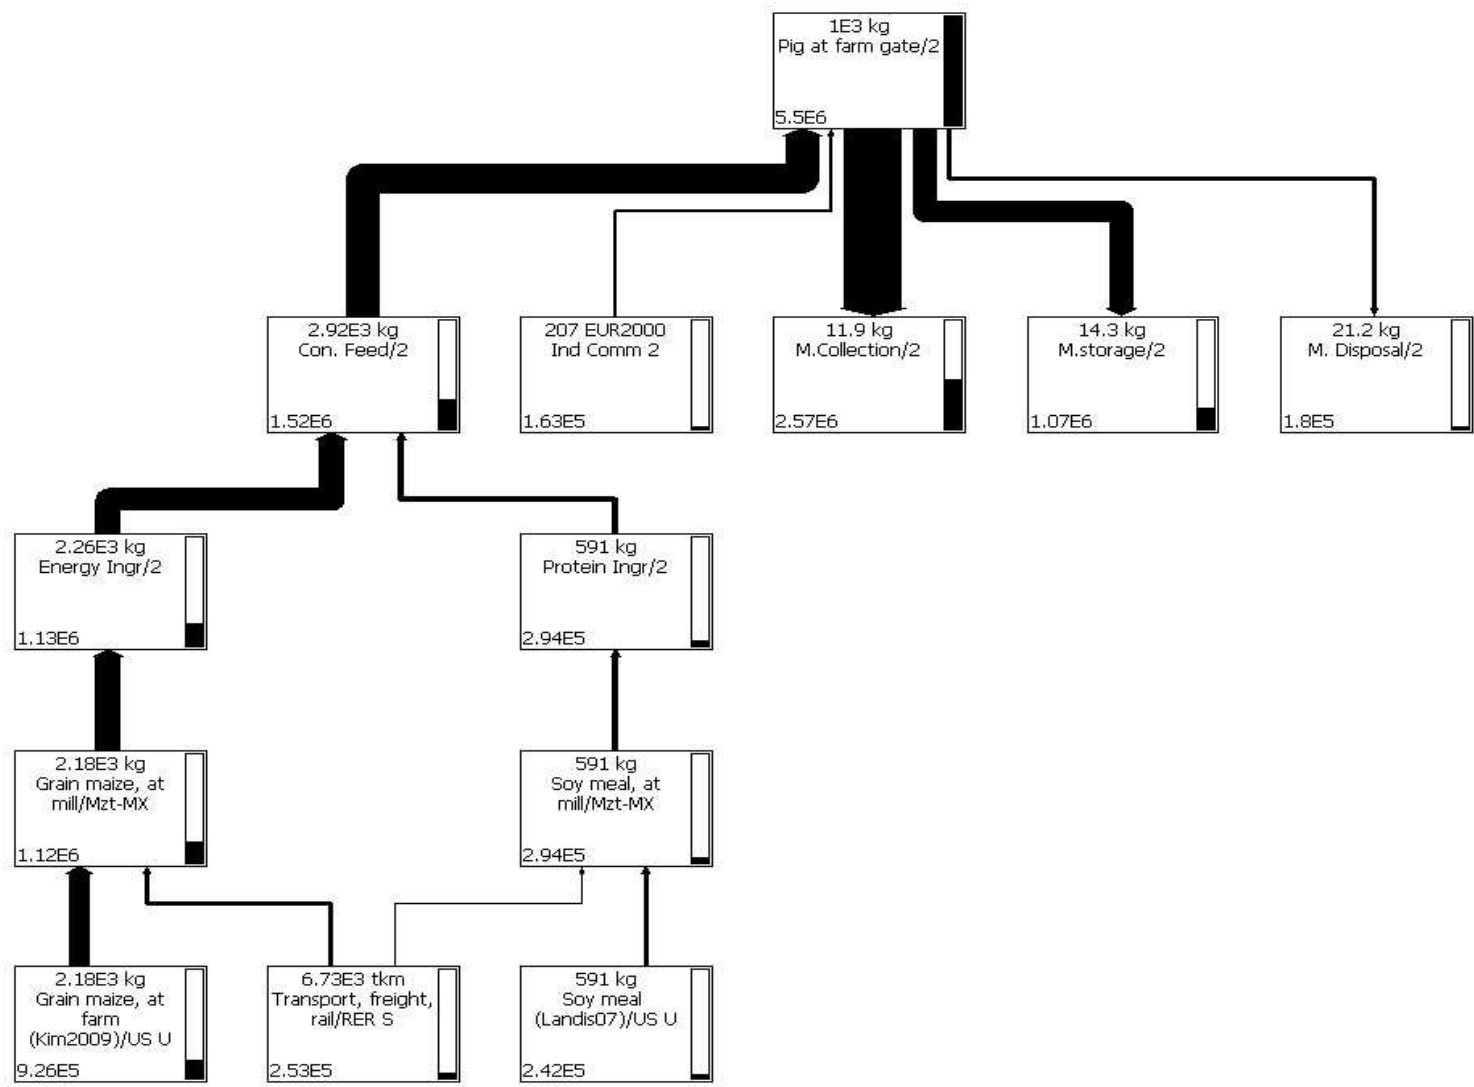 1E3 kg
Pig at farm gate/2
5.5E6
2.92E3 kg
Con. Feed/2
1.52E6
207 EUR2000
Ind Comm 2
1.63E5
11.9 kg
M.Collection/2
2.57E6
14.3 kg
M.storage/2
1.07E6
21.2 kg
M. Disposal/2
1.8E5
2.26E3 kg
Energy Ingr/2
1.13E6
591 kg
Protein Ingr/2
2.94E5
2.18E3 kg
Grain maize, at
mill/Mzt-MX
1.12E6
591 kg
Soy meal, at
mill/Mzt-MX
2.94E5
2.18E3 kg
Grain maize, at
farm
(Kim2009)/US U
9.26E5
6.73E3 tkm
Transport, freight,
rail/RER S
2.53E5
591 kg
Soy meal
(Landis07)/US U
2.42E5